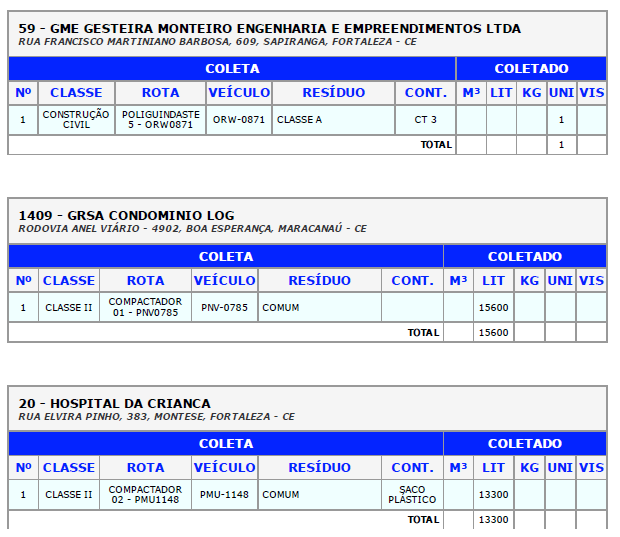 59 - GME GESTEIRA MONTEIRO ENGENHARIA E EMPREENDIMENTOS LTDA
RUA FRANCISCO MARTINIANO BARBOSA, 609, SAPIRANGA, FORTALEZA - CE
COLETA COLETADO
Nº CLASSE ROTA VEÍCULO RESÍDUO CONT. M³ LIT KG UNI VIS
1 CONSTRUÇÃO CIVIL POLIGUINDASTE 5 - ORW0871 ORW-0871 CLASSE A CT 3 1
TOTAL 1
1409 - GRSA CONDOMINIO LOG
RODOVIA ANEL VIÁRIO - 4902, BOA ESPERANÇA, MARACANAÚ - CE
COLETA COLETADO
Nº CLASSE ROTA VEÍCULO RESÍDUO CONT. M³ LIT KG UNI VIS
1 CLASSE II COMPACTADOR 01 - PNV0785 PNV-0785 COMUM 15600
TOTAL 15600
20 - HOSPITAL DA CRIANCA
RUA ELVIRA PINHO, 383, MONTESE, FORTALEZA - CE
COLETA COLETADO
Nº CLASSE ROTA VEÍCULO RESÍDUO CONT. M³ LIT KG UNI VIS
1 CLASSE II COMPACTADOR 02 - PMU1148 PMU-1148 COMUM SACO PLÁSTICO 13300
TOTAL 13300